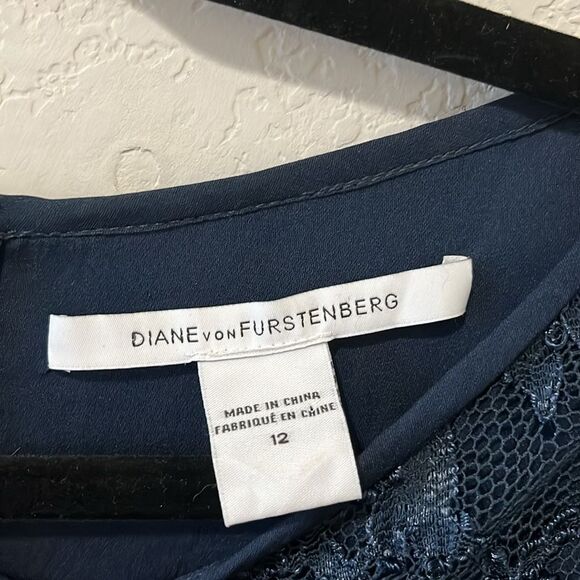 DIANE VON FURSTENBERG
MADE IN CHINA
FABRIQUÉ EN CHINE
12